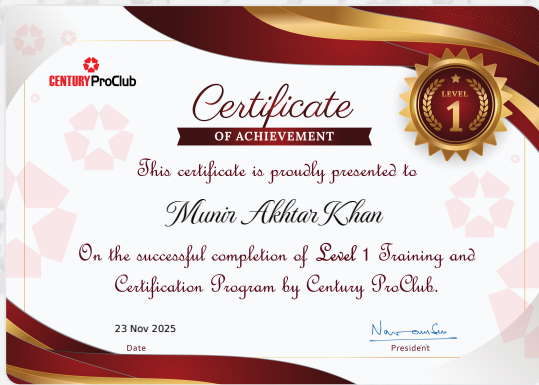 CENTURY ProClub
Certificate
OF ACHIEVEMENT
LEVEL
1
This certificate is proudly presented to
Munir Akhtar Khan
On the successful completion of Level 1 Training and
Certification Program by Century ProClub.
23 Nov 2025
Date
President